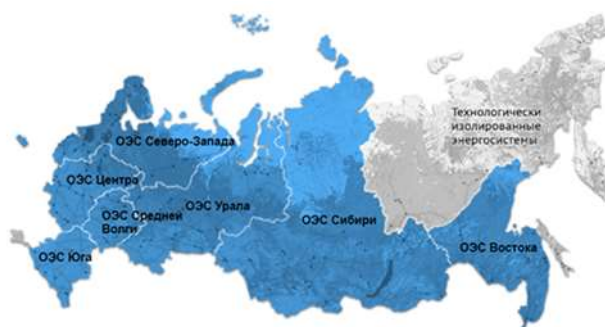 Технологически
изолированные
энергосистемы
ОЭС Северо-Запада
ОЭС Центра
ОЭС Средней
Волги
ОЭС Урала
ОЭС Сибири
ОЭС Востока
ОЭС Юга